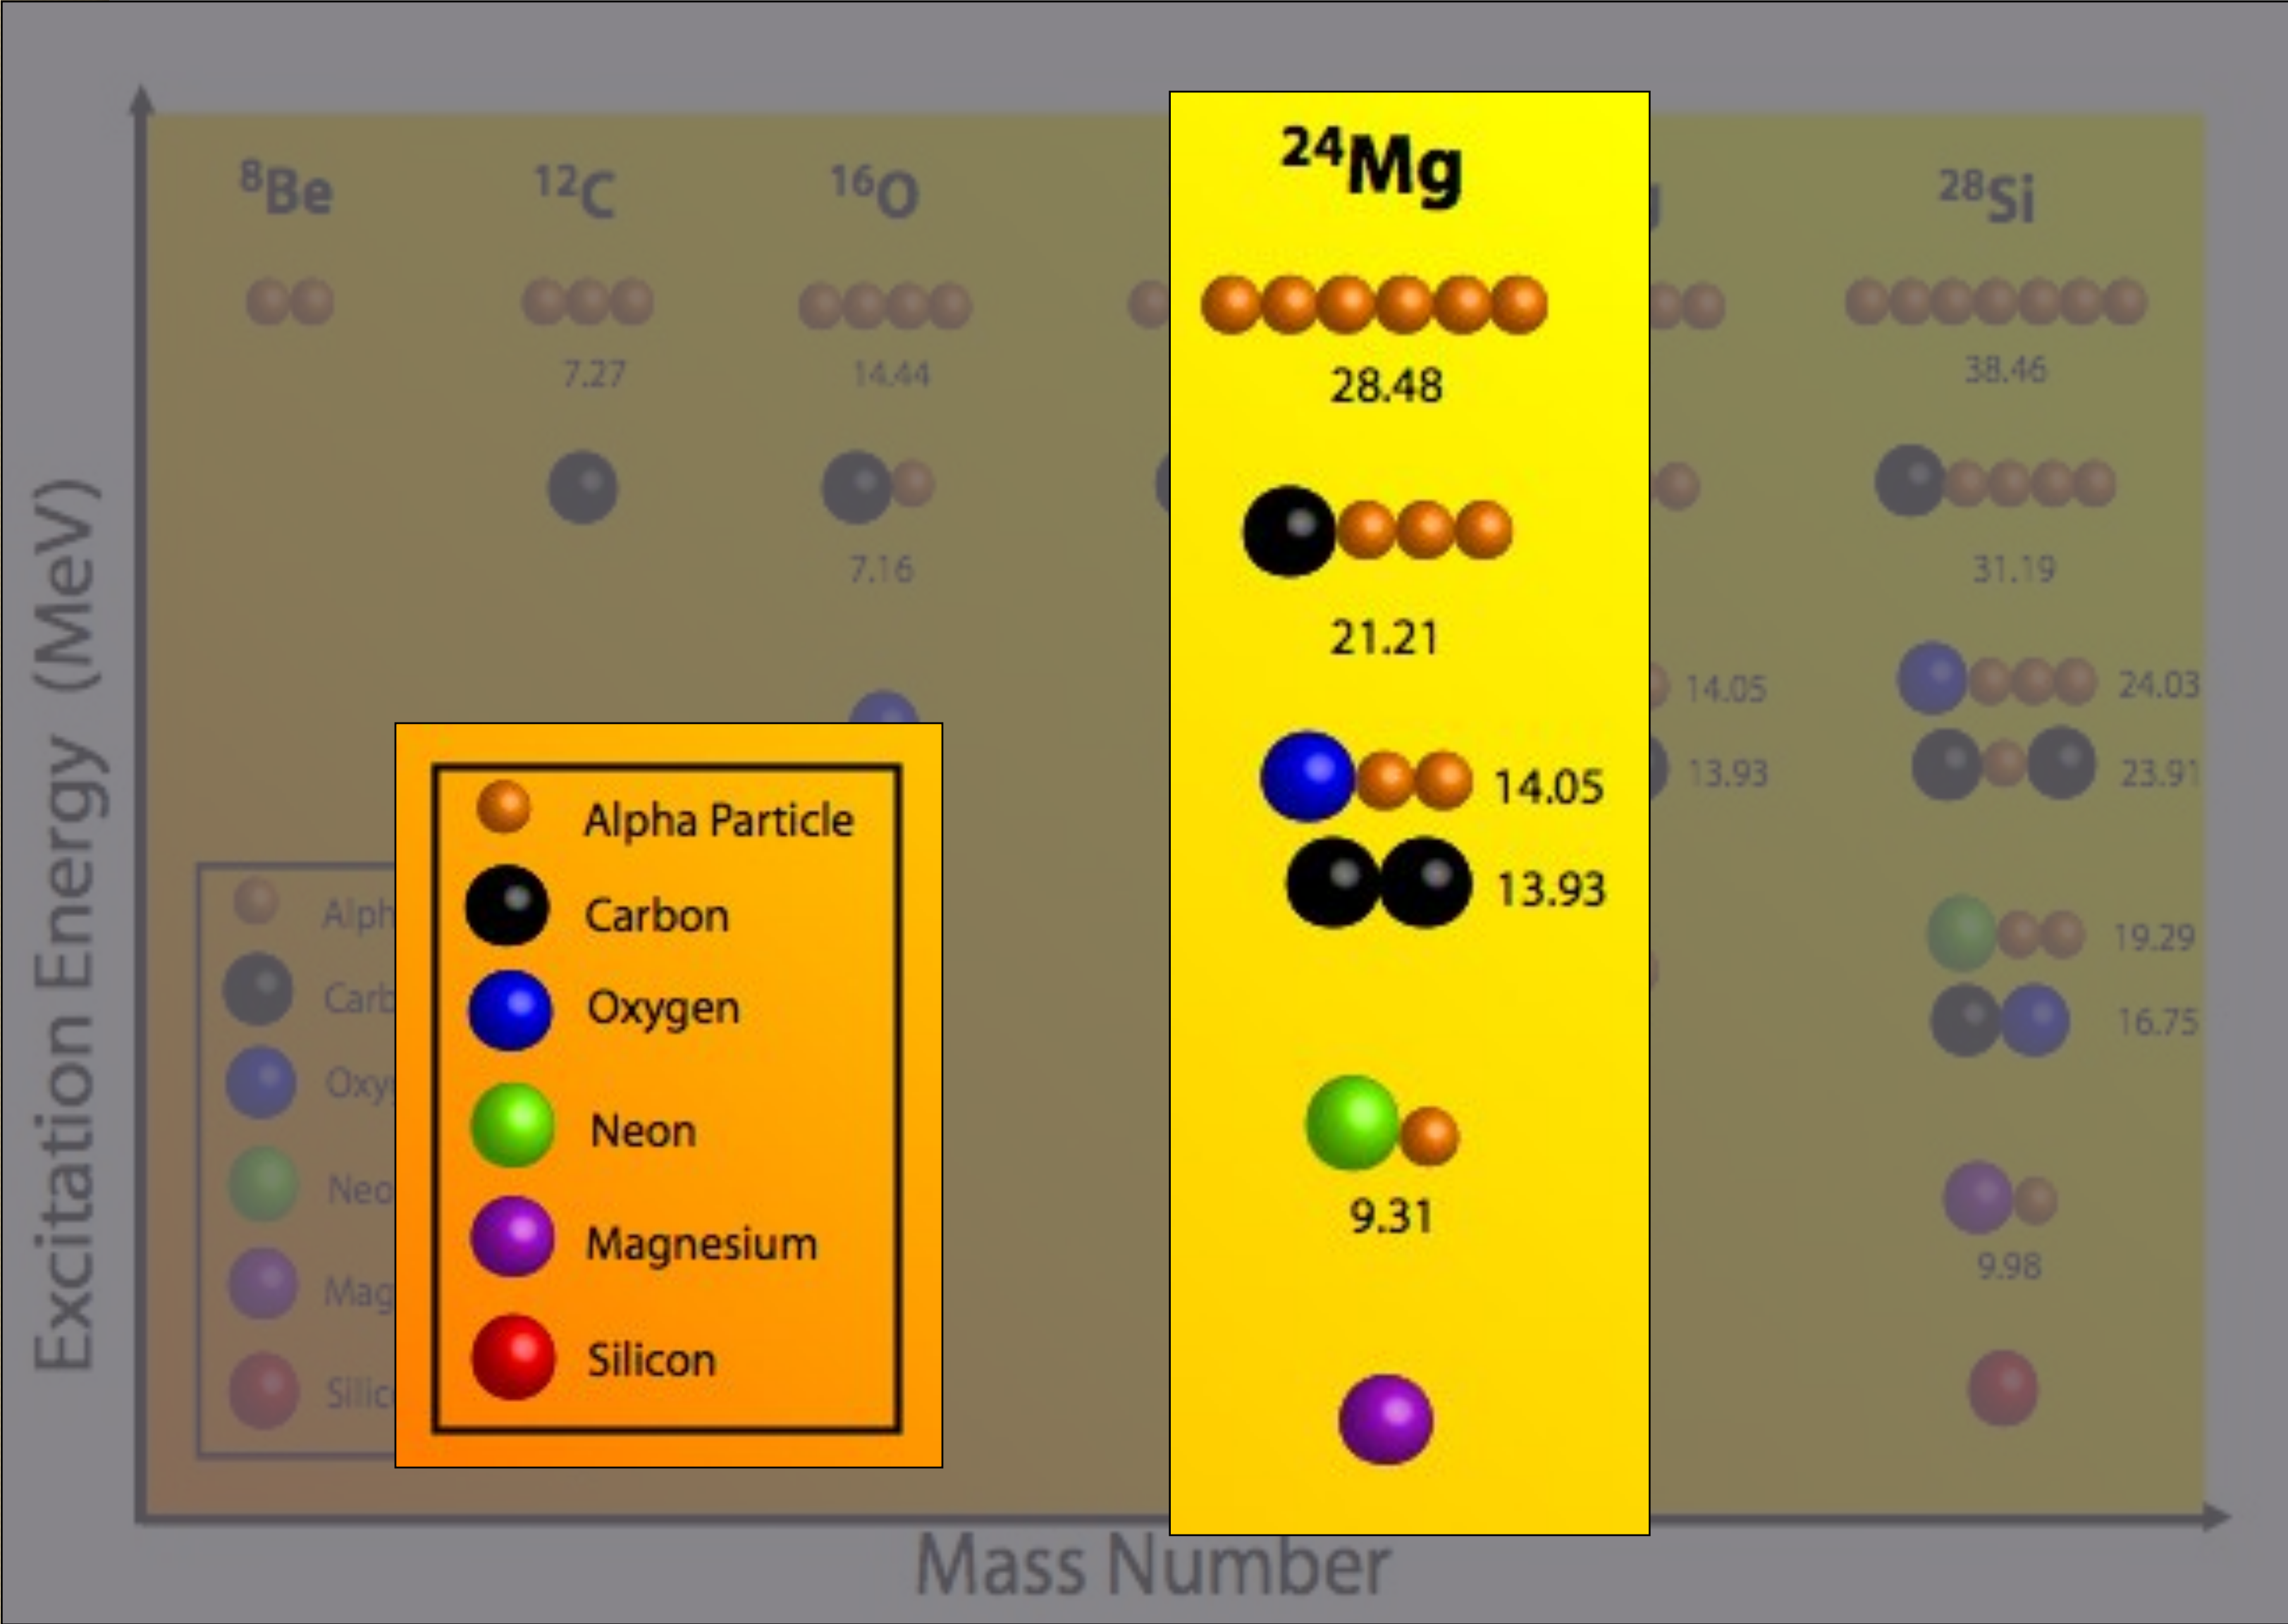 ⁸Be
¹²C
¹⁶O
²⁴Mg
²⁸Si
7.27
14.44
28.48
38.46
7.16
21.21
31.19
14.05
14.05
24.03
13.93
13.93
23.91
9.31
19.29
16.75
9.98
Alpha Particle
Carbon
Oxygen
Neon
Magnesium
Silicon
Excitation Energy (MeV)
Mass Number